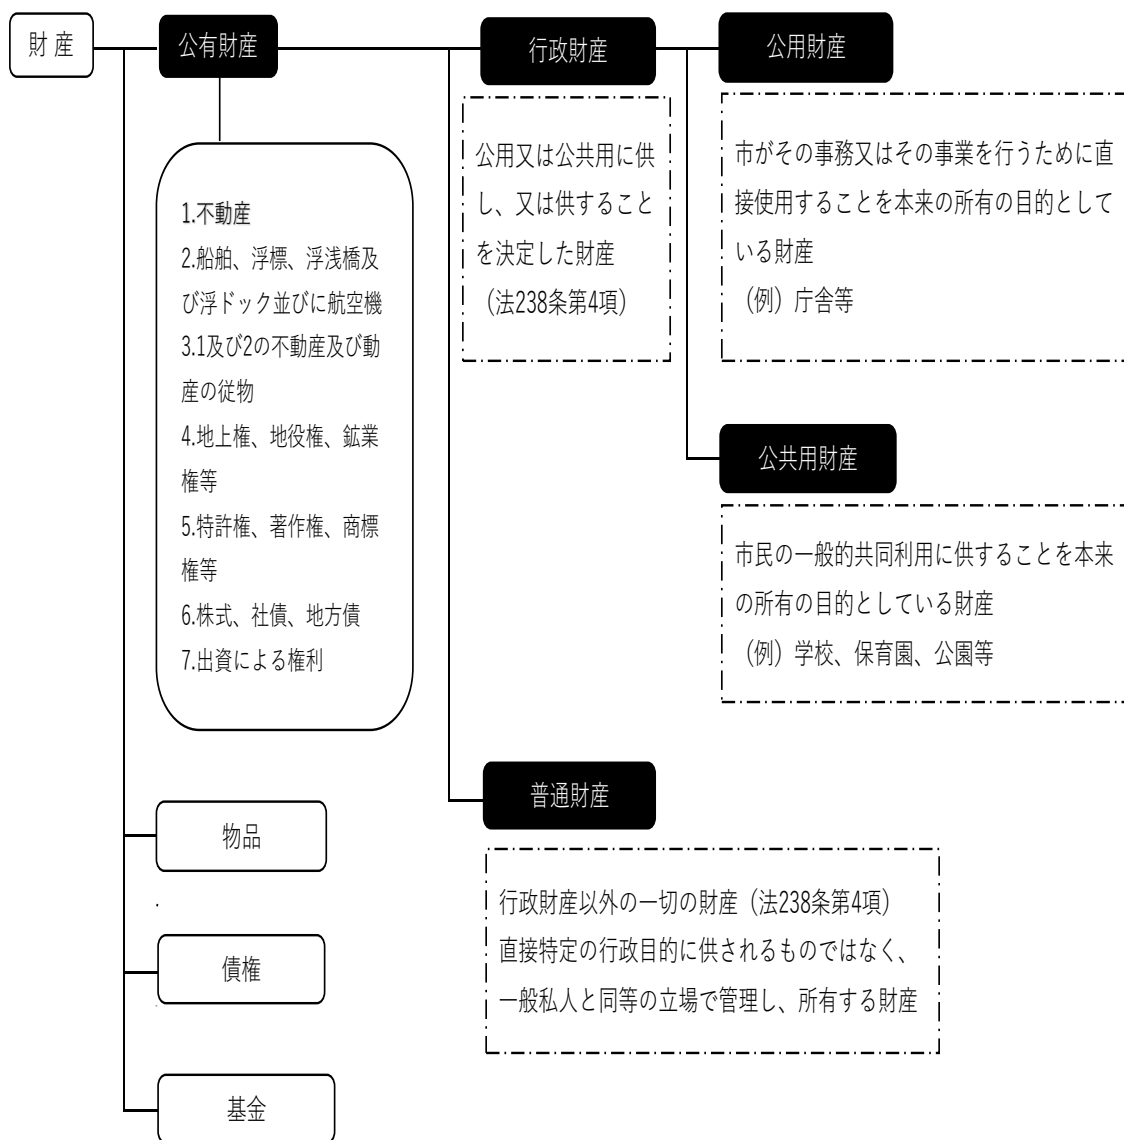 財 産
公有財産
行政財産
公用財産
1.不動産
2.船舶、浮標、浮浅橋及
び浮ドック並びに航空機
3.1及び2の不動産及び動
産の従物
4.地上権、地役権、鉱業
権等
5.特許権、著作権、商標
権等
6.株式、社債、地方債
7.出資による権利
公用又は公共用に供
し、又は供すること
を決定した財産
（法238条第4項）
市がその事務又はその事業を行うために直
接使用することを本来の所有の目的として
いる財産
（例）庁舎等
公共用財産
市民の一般的共同利用に供することを本来
の所有の目的としている財産
（例）学校、保育園、公園等
普通財産
行政財産以外の一切の財産（法238条第4項）
直接特定の行政目的に供されるものではなく、
一般私人と同等の立場で管理し、所有する財産
物品
債権
基金